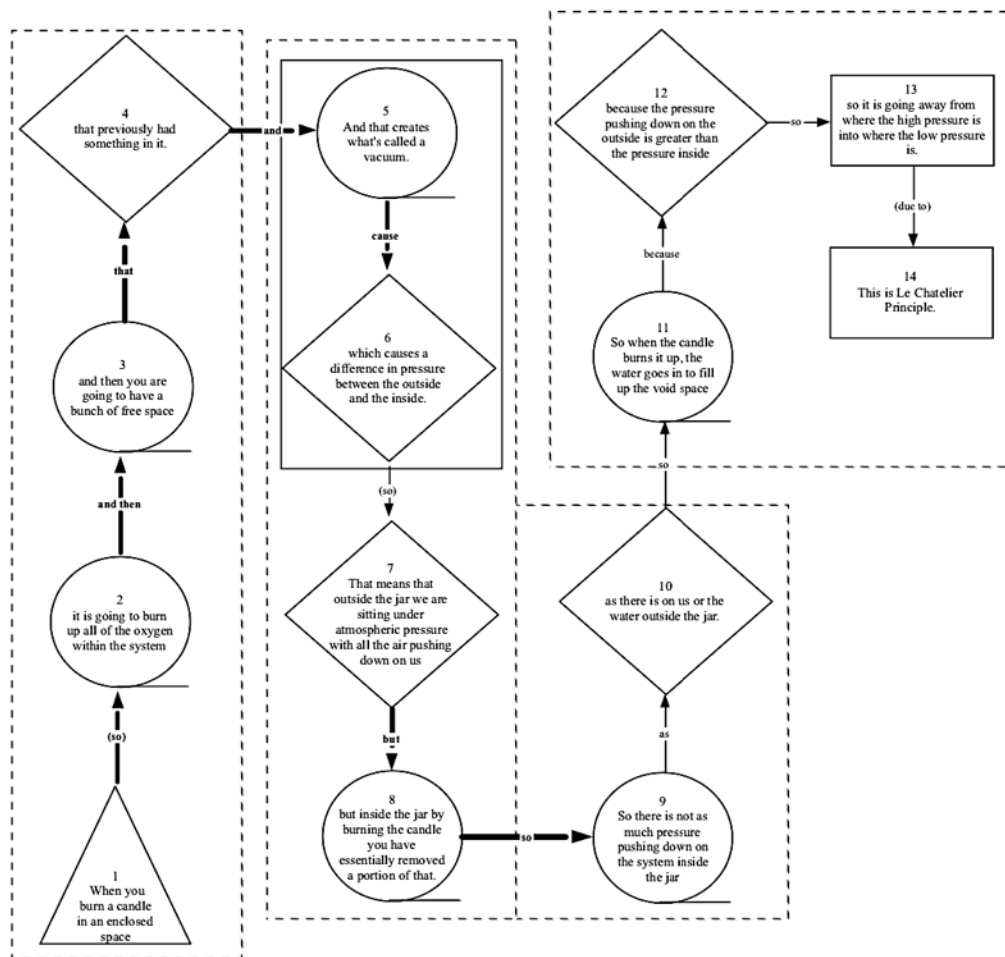 1
When you
burn a candle
in an enclosed
space
(so)
2
it is going to burn
up all of the oxygen
within the system
and then
3
and then you are
going to have a
bunch of free space
that
4
that previously had
something in it.
and
5
And that creates
what's called a
vacuum.
cause
6
which causes a
difference in pressure
between the outside
and the inside.
(so)
7
That means that
outside the jar we are
sitting under
atmospheric pressure
with all the air pushing
down on us
but
8
but inside the jar by
burning the candle
you have
essentially removed
a portion of that.
so
9
So there is not as
much pressure
pushing down on
the system inside
the jar
as
10
as there is on us or the
water outside the jar.
so
11
So when the candle
burns it up, the
water goes in to fill
up the void space
because
12
because the pressure
pushing down on the
outside is greater than
the pressure inside
so
13
so it is going away from
where the high pressure is
into where the low pressure
is.
(due to)
14
This is Le Chatelier
Principle.